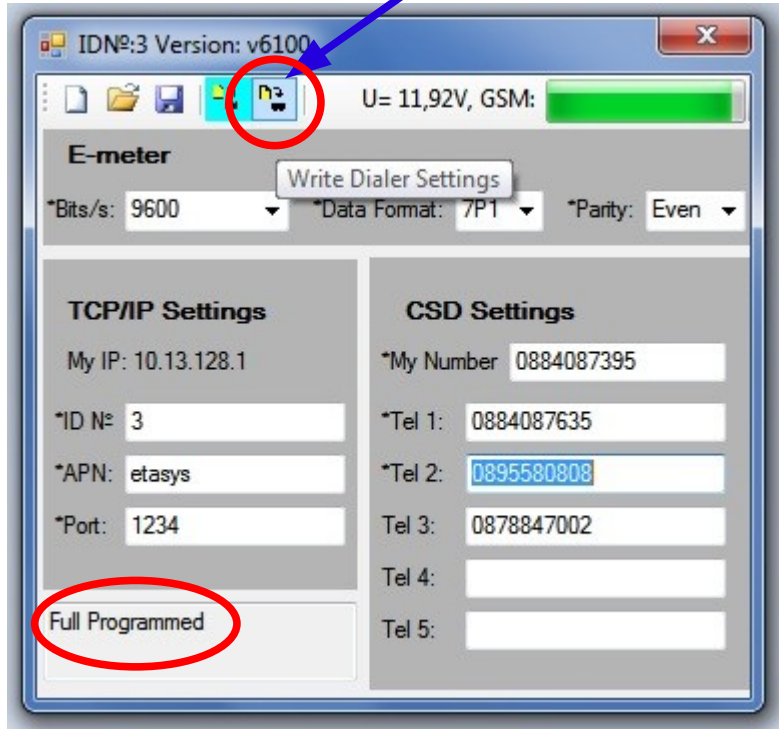 IDNº:3 Version: v6100
U= 11,92V, GSM:
E-meter
Write Dialer Settings
*Bits/s: 9600 *Data Format: 7P1 *Parity: Even
TCP/IP Settings
My IP: 10.13.128.1
*ID Nº 3
*APN: etasys
*Port: 1234
Full Programmed
CSD Settings
*My Number 0884087395
*Tel 1: 0884087635
*Tel 2: 0895580808
Tel 3: 0878847002
Tel 4:
Tel 5: